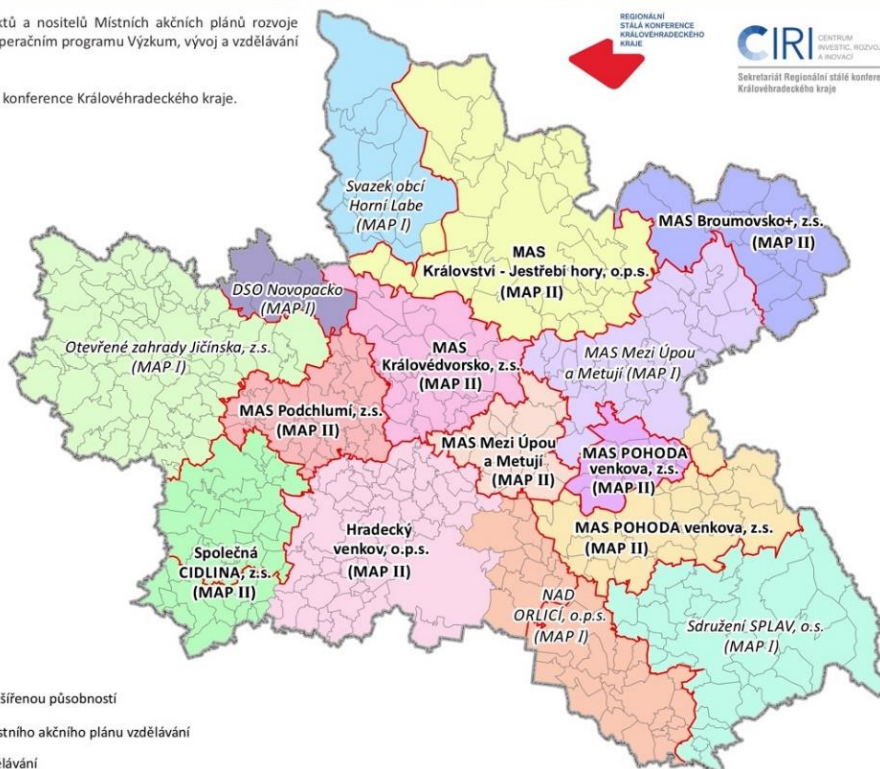 ktů a nositelů Místních akčních plánů rozvoje
peračním programu Výzkum, vývoj a vzdělávání
konference Královéhradeckého kraje.
REGIONÁLNÍ
STÁLÁ KONFERENCE
KRÁLOVÉHRADECKÉHO
KRAJE
CIRI
CENTRUM
INVESTIC, ROZVOJ
A INOVACÍ
Sekretariát Regionální stálé konfere
Královéhradeckého kraje
Svazek obcí
Horní Labe
(MAP I)
MAS Broumovsko+, z.s.
(MAP II)
MAS
Království - Jestřebí hory, o.p.s.
(MAP II)
DSO Novopacko
(MAP I)
Otevřené zahrady Jičínska, z.s.
(MAP I)
MAS
Královédvorsko, z.s.
(MAP II)
MAS Mezi Úpou
a Metují (MAP I)
MAS Podchlumí, z.s.
(MAP II)
MAS Mezi Úpou
a Metují
(MAP II)
MAS POHODA
venkova, z.s.
(MAP II)
MAS POHODA venkova, z.s.
(MAP II)
Hradecký
venkov, o.p.s.
(MAP II)
Společná
CIDLINA, z.s.
(MAP II)
NAD
ORLICÍ, o.p.s.
(MAP I)
Sdružení SPLAV, o.s.
(MAP I)
šířenou působností
stního akčního plánu vzdělávání
ělávání